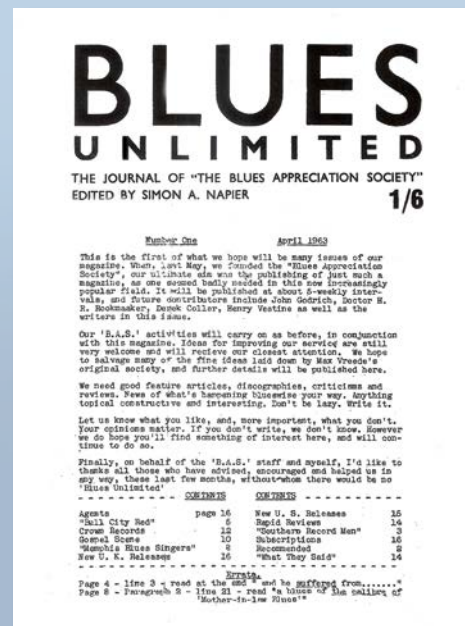 BLUES
UNLIMITED
THE JOURNAL OF "THE BLUES APPRECIATION SOCIETY"
EDITED BY SIMON A. NAPIER
1/6
Number One April 1963
This is the first of what we hope will be many issues of our
magazine. When, last May, we founded the "Blues Appreciation
Society", our ultimate aim was the publishing of just such a
magazine, as one seemed badly needed in this now increasingly
popular field. It will be published at about 5-weekly inter-
vals, and future contributors include John Godrich, Doctor H.
R. Rookmaaker, Derek Coller, Henry Vestine as well as the
writers in this issue.
Our 'B.A.S.' activities will carry on as before, in conjunction
with this magazine. Ideas for improving our service are still
very welcome and will recieve our closest attention. We hope
to salvage many of the fine ideas laid down by Max Vreede's
original society, and further details will be published here.
We need good feature articles, discographies, criticisms and
reviews. News of what's happening blueswise your way. Anything
topical constructive and interesting. Don't be lazy. Write it.
Let us know what you like, and, more important, what you don't.
Your opinions matter. If you don't write, we don't know. However
we do hope you'll find something of interest here, and will con-
tinue to do so.
Finally, on behalf of the 'B.A.S.' staff and myself, I'd like to
thanks all those who have advised, encouraged and helped us in
any way, these last few months, without whom there would be no
'Blues Unlimited'
CONTENTS CONTENTS
Agents page 16 New U. S. Releases 15
"Bull City Red" 5 Rapid Reviews 14
Crown Records 12 "Southern Record Men" 3
Gospel Scene 10 Subscriptions 16
"Memphis Blues Singers" 2 Recommended 2
New U. K. Releases 16 "What They Said" 14
Errata.
Page 4 - line 3 - read at the end " and he suffered from......."
Page 8 - Paragraph 2 - line 21 - read "a blues of the calibre of
'Mother-in-law Blues'"